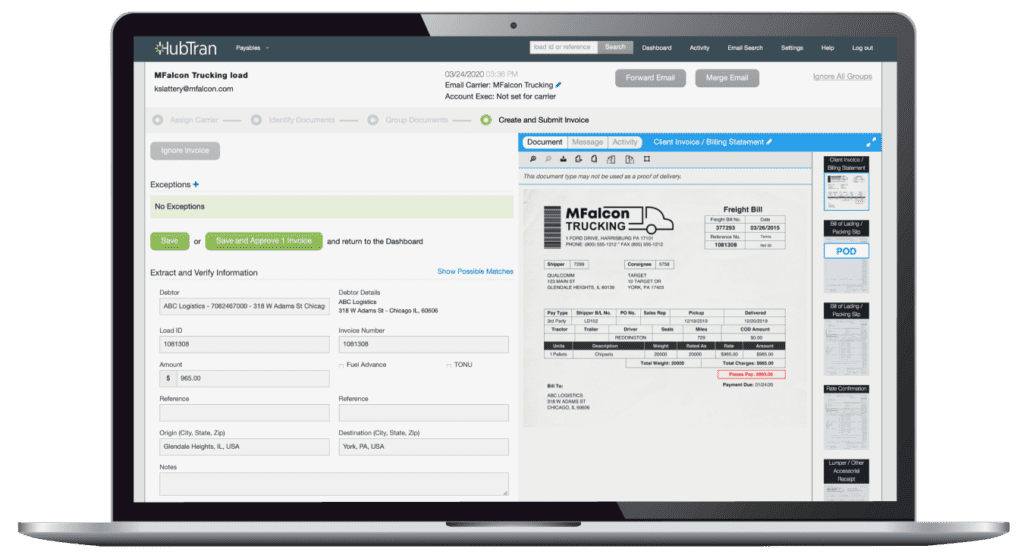 HubTran
Payables
load id or reference
Search
Dashboard
Activity
Email Search
Settings
Help
Log out
MFalcon Trucking load
kslattery@mfalcon.com
03/24/2020 03:36 PM
Email Carrier: MFalcon Trucking
Account Exec: Not set for carrier
Forward Email
Merge Email
Ignore All Groups
Assign Carrier
Identify Documents
Group Documents
Create and Submit Invoice
Ignore Invoice
Exceptions +
No Exceptions
Save or Save and Approve 1 Invoice and return to the Dashboard
Extract and Verify Information
Show Possible Matches
Debtor
ABC Logistics - 7082467000 - 318 W Adams St Chicag
Debtor Details
ABC Logistics
318 W Adams St - Chicago IL, 60606
Load ID
1081308
Invoice Number
1081308
Amount
$ 965.00
Fuel Advance
TONU
Reference
Reference
Origin (City, State, Zip)
Glendale Heights, IL, USA
Destination (City, State, Zip)
York, PA, USA
Notes
Document
Message
Activity
Client Invoice / Billing Statement
This document type may not be used as a proof of delivery.
MFalcon
TRUCKING
1 FORD DRIVE, HARRISBURG PA 17101
PHONE: (800) 555-1212 * FAX (800) 555-1212
Freight Bill
Freight Bill No. Date
377293 03/26/2019
Reference No. Terms
1081308 Net 30
Shipper 7099
QUALCOMM
123 MAIN ST
GLENDALE HEIGHTS, IL 60139
Consignee 5758
TARGET
10 TARGET DR
YORK, PA 17403
Pay Type Shipper B/L No. PO No. Sales Rep Pickup Delivered
3rd Party LD102 12/18/2019 12/20/2019
Tractor Trailer Driver Seals Miles COD Amount
REDDINGTON 709 $0.00
Units Description Weight Rated As Rate Amount
1 Pallets Chipsets 20000 20000 $965.00 $965.00
Total Weight: 20000 Total Charges: $965.00
Please Pay: $965.00
Payment Due: 01/24/20
Bill To:
ABC LOGISTICS
318 W ADAMS ST
CHICAGO, IL 60606
Client Invoice /
Billing Statement
Bill of Lading /
Packing Slip
POD
Bill of Lading /
Packing Slip
Rate Confirmation
Lumper / Other
Accessorial
Receipt